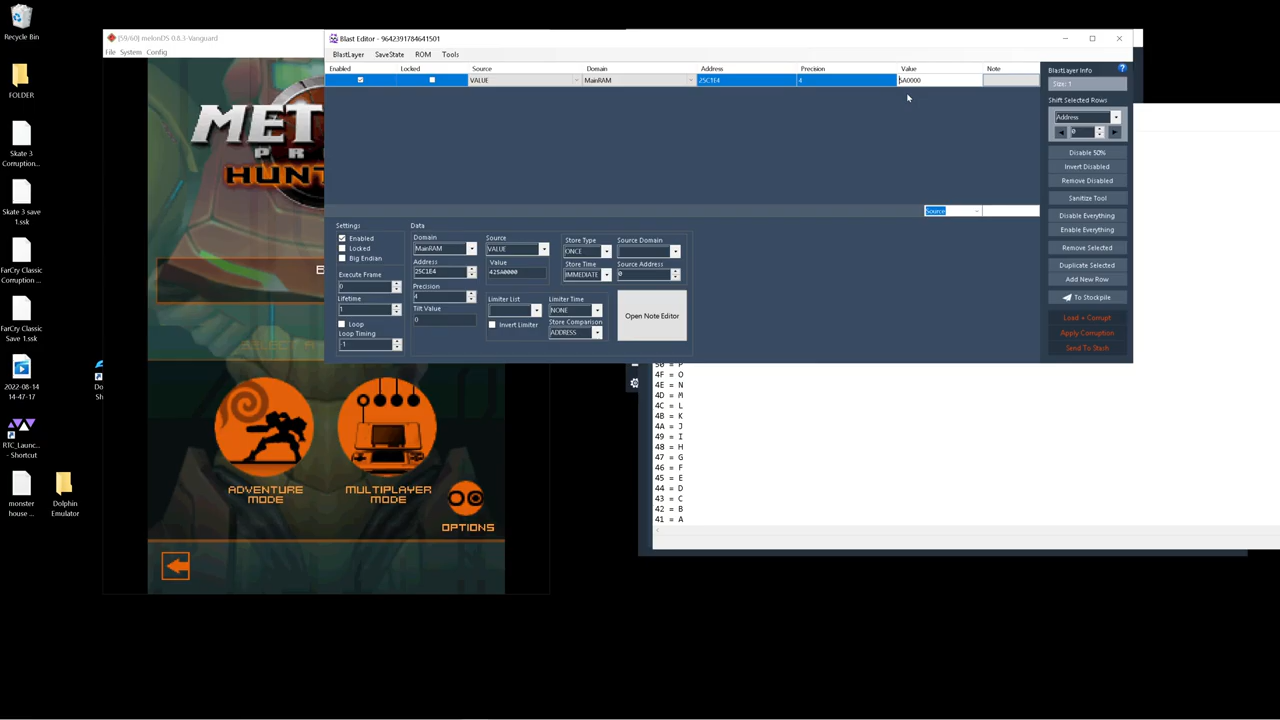 Recycle Bin
FOLDER
Skate 3
Corruption...
Skate 3 save
1.ssk
FarCry Classic
Corruption ...
FarCry Classic
Save 1.ssk
2022-08-14
14-47-17
RTC_Launc...
- Shortcut
monster
house ...
Dolphin
Emulator
[59/60] melonDS 0.8.3-Vanguard
File System Config
ADVENTURE
MODE
MULTIPLAYER
MODE
OPTIONS
Blast Editor - 9642391784641501
BlastLayer SaveState ROM Tools
Enabled Locked Source Domain Address Precision Value Note
VALUE MainRAM 25C1E4 4 5A0000
Source
BlastLayer Info ?
Size: 1
Shift Selected Rows
Address
0
Disable 50%
Invert Disabled
Remove Disabled
Sanitize Tool
Disable Everything
Enable Everything
Remove Selected
Duplicate Selected
Add New Row
To Stockpile
Load + Corrupt
Apply Corruption
Send To Stash
Settings
Enabled
Locked
Big Endian
Execute Frame
0
Lifetime
1
Loop
Loop Timing
-1
Data
Domain
MainRAM
Address
25C1E4
Precision
4
Tilt Value
0
Source
VALUE
Value
425A0000
Limiter List
Invert Limiter
Store Type
ONCE
Store Time
IMMEDIATE
Limiter Time
NONE
Store Comparison
ADDRESS
Source Domain
Source Address
0
Open Note Editor
50 = P
4F = O
4E = N
4D = M
4C = L
4B = K
4A = J
49 = I
48 = H
47 = G
46 = F
45 = E
44 = D
43 = C
42 = B
41 = A